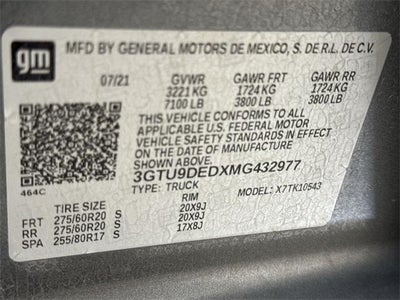 gm
MFD BY GENERAL MOTORS DE MEXICO, S. DE R.L. DE C.V.
07/21 GVWR GAWR FRT GAWR RR
3221 KG 1724 KG 1724 KG
7100 LB 3800 LB 3800 LB
THIS VEHICLE CONFORMS TO ALL
APPLICABLE U.S. FEDERAL MOTOR
VEHICLE SAFETY STANDARDS IN EFFECT
ON THE DATE OF MANUFACTURE
SHOWN ABOVE.
3GTU9DEDXMG432977
464C TYPE: TRUCK MODEL: X7TK10543
TIRE SIZE RIM
FRT 275/60R20 S 20X9J
RR 275/60R20 S 20X9J
SPA 255/80R17 S 17X8J